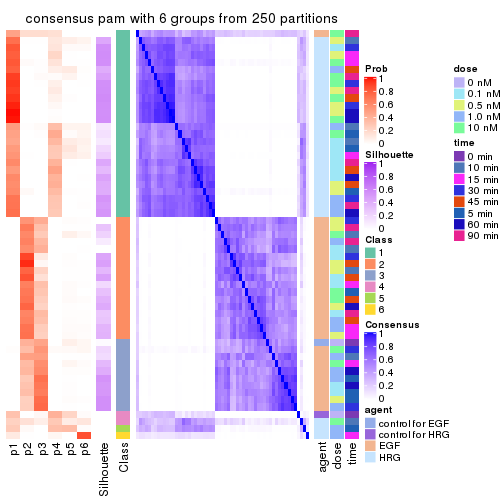 consensus pam with 6 groups from 250 partitions
Prob
1
0.8
0.6
0.4
0.2
0
Silhouette
1
0.8
0.6
0.4
0.2
0
Class
1
2
3
4
5
6
Consensus
1
0.8
0.6
0.4
0.2
0
agent
control for EGF
control for HRG
EGF
HRG
dose
0 nM
0.1 nM
0.5 nM
1.0 nM
10 nM
time
0 min
10 min
15 min
30 min
45 min
5 min
60 min
90 min
p1
p2
p3
p4
p5
p6
Silhouette
Class
agent
dose
time